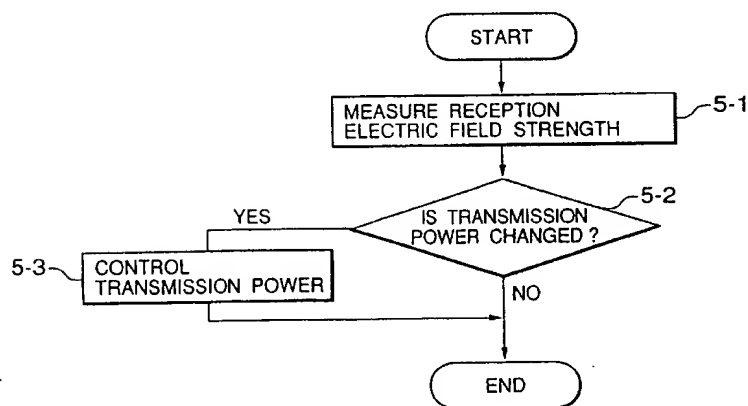 START
MEASURE RECEPTION
ELECTRIC FIELD STRENGTH
5-1
5-2
IS TRANSMISSION
POWER CHANGED ?
YES
5-3
CONTROL
TRANSMISSION POWER
NO
END